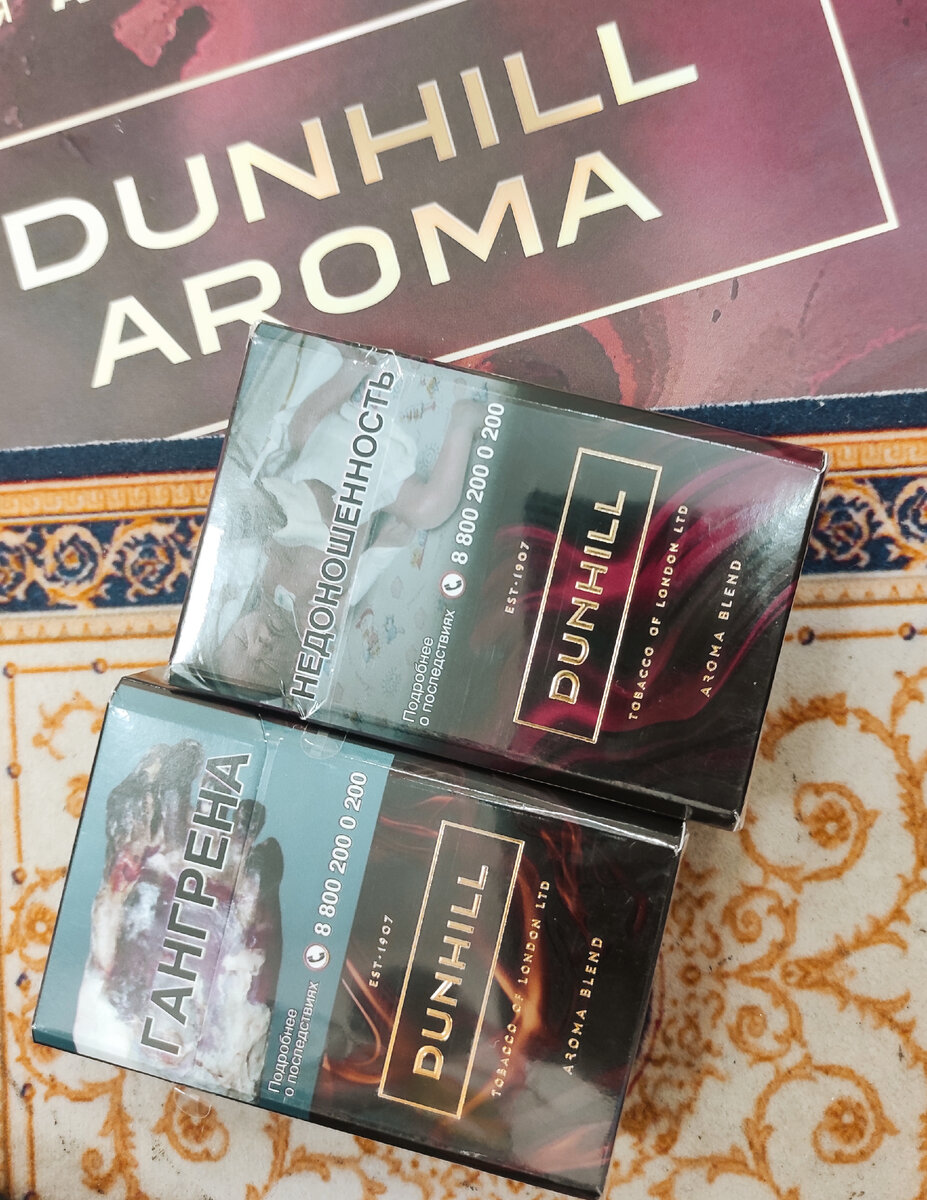 DUNHILL
AROMA
НЕДОНОШЕННОСТЬ
Подробнее
о последствиях
8 800 200 0 200
EST·1907
DUNHILL
TOBACCO OF LONDON LTD
AROMA BLEND
ГАНГРЕНА
Подробнее
о последствиях
8 800 200 0 200
EST·1907
DUNHILL
TOBACCO OF LONDON LTD
AROMA BLEND